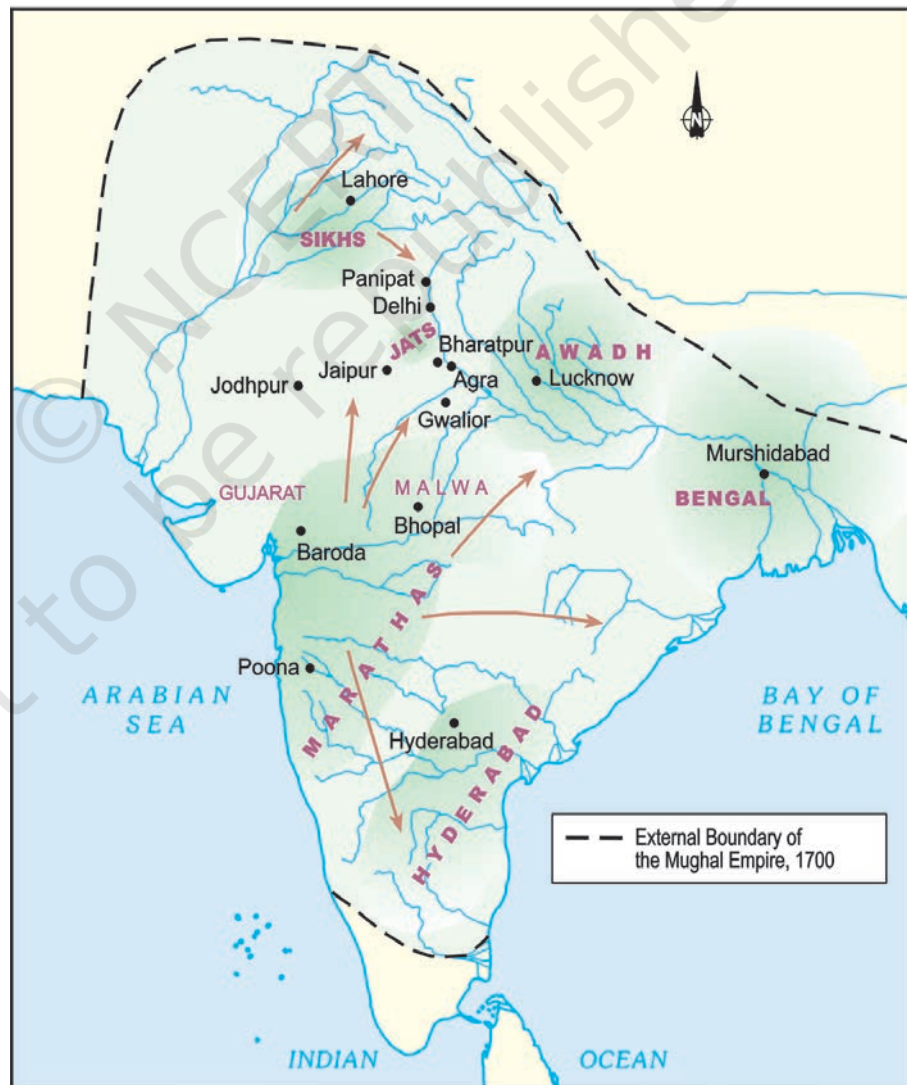 © NCERT
not to be republished
N
Lahore
SIKHS
Panipat
Delhi
JATS
Bharatpur
AWADH
Jaipur
Agra
Lucknow
Jodhpur
Gwalior
Murshidabad
GUJARAT
MALWA
BENGAL
Bhopal
Baroda
MARATHAS
Poona
ARABIAN
SEA
BAY OF
BENGAL
Hyderabad
HYDERABAD
External Boundary of
the Mughal Empire, 1700
INDIAN OCEAN